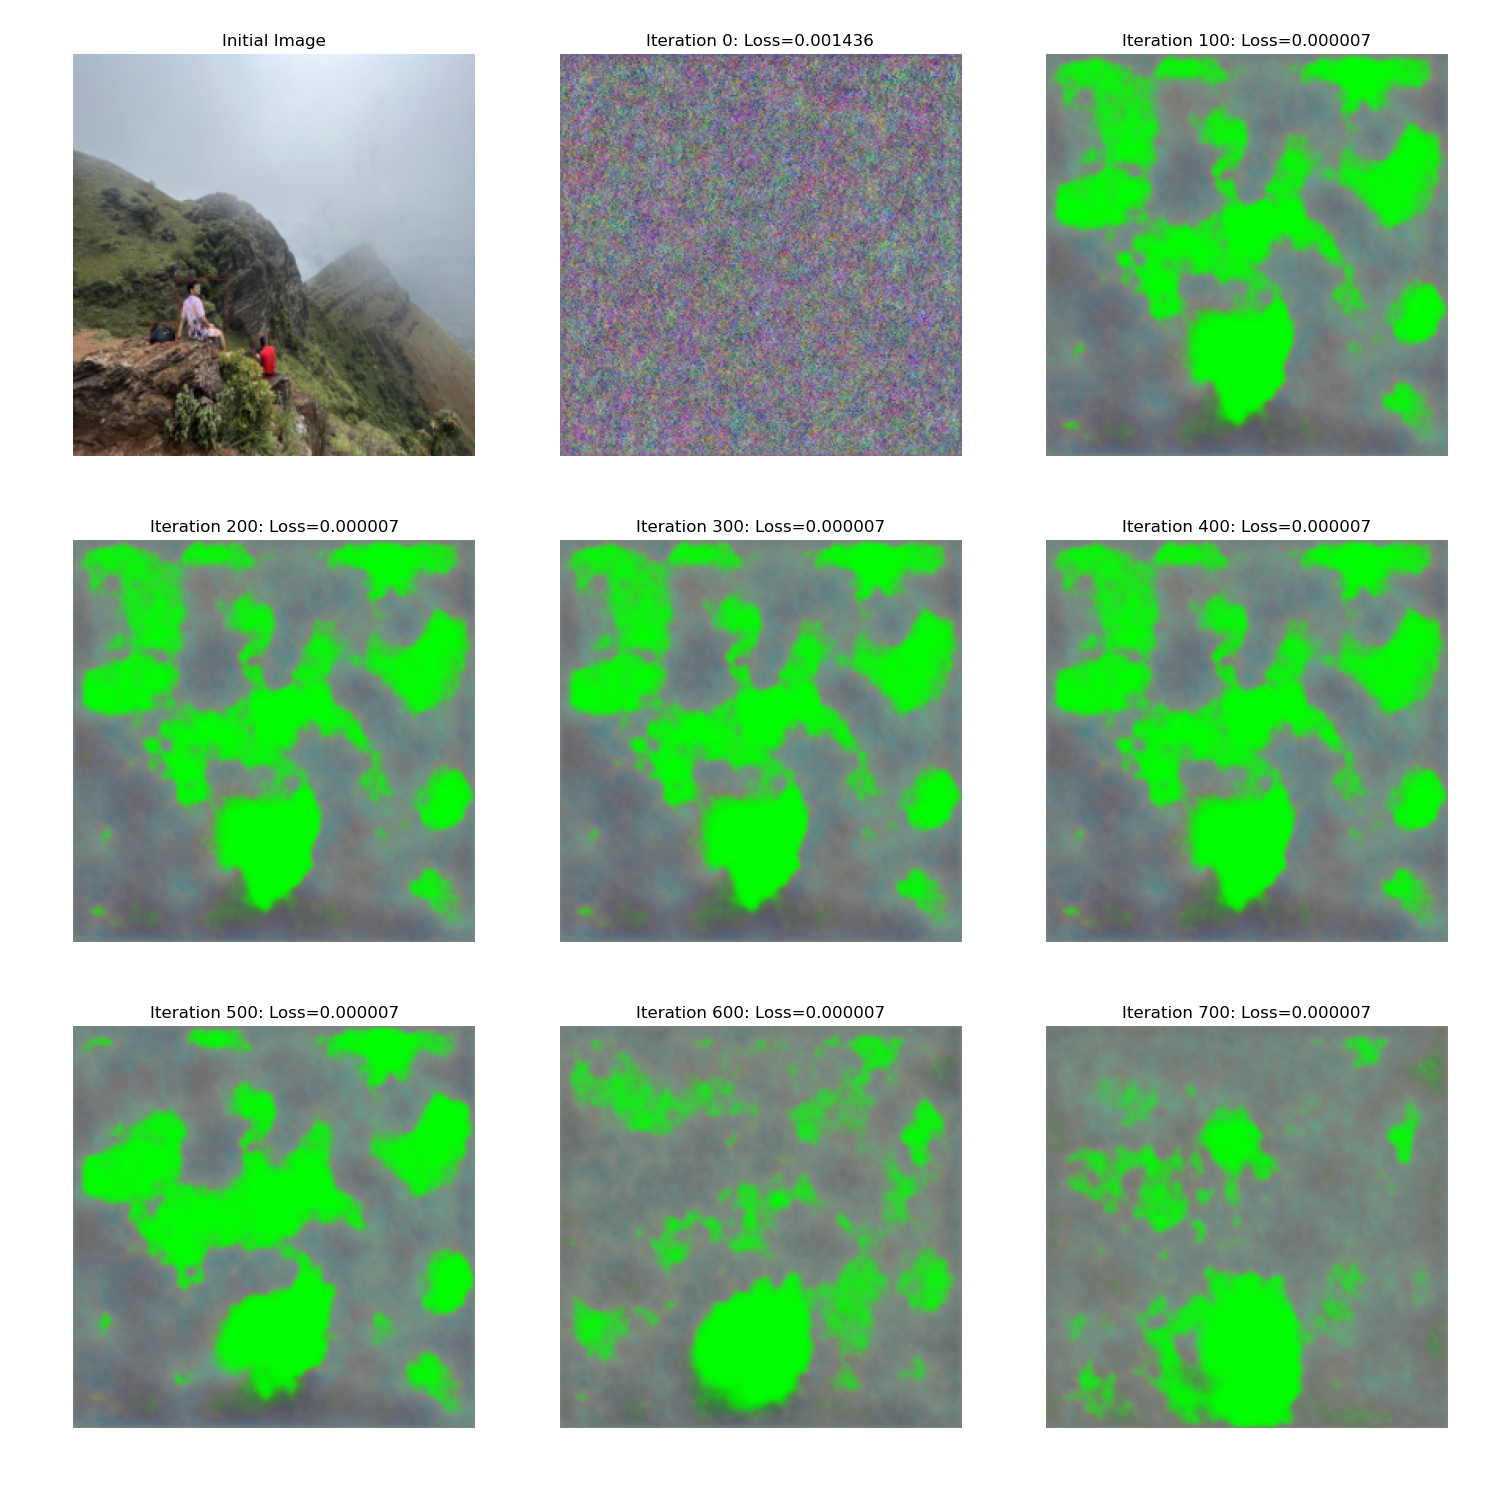 Initial Image
Iteration 0: Loss=0.001436
Iteration 100: Loss=0.000007
Iteration 200: Loss=0.000007
Iteration 300: Loss=0.000007
Iteration 400: Loss=0.000007
Iteration 500: Loss=0.000007
Iteration 600: Loss=0.000007
Iteration 700: Loss=0.000007